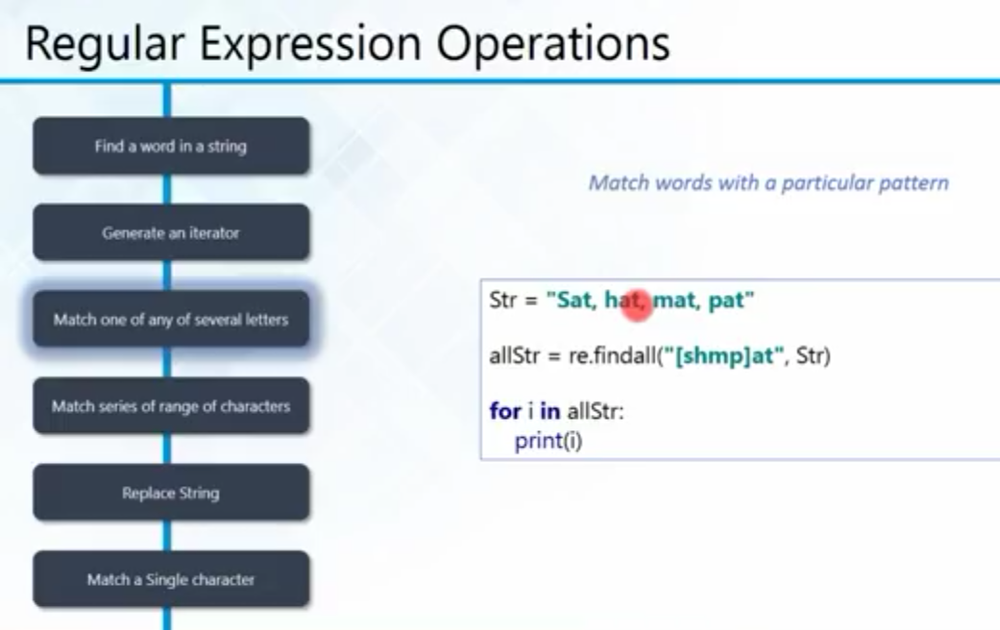 Regular Expression Operations
Find a word in a string
Generate an iterator
Match one of any of several letters
Match series of range of characters
Replace String
Match a Single character
Match words with a particular pattern
Str = "Sat, hat, mat, pat"
allStr = re.findall("[shmp]at", Str)
for i in allStr:
print(i)